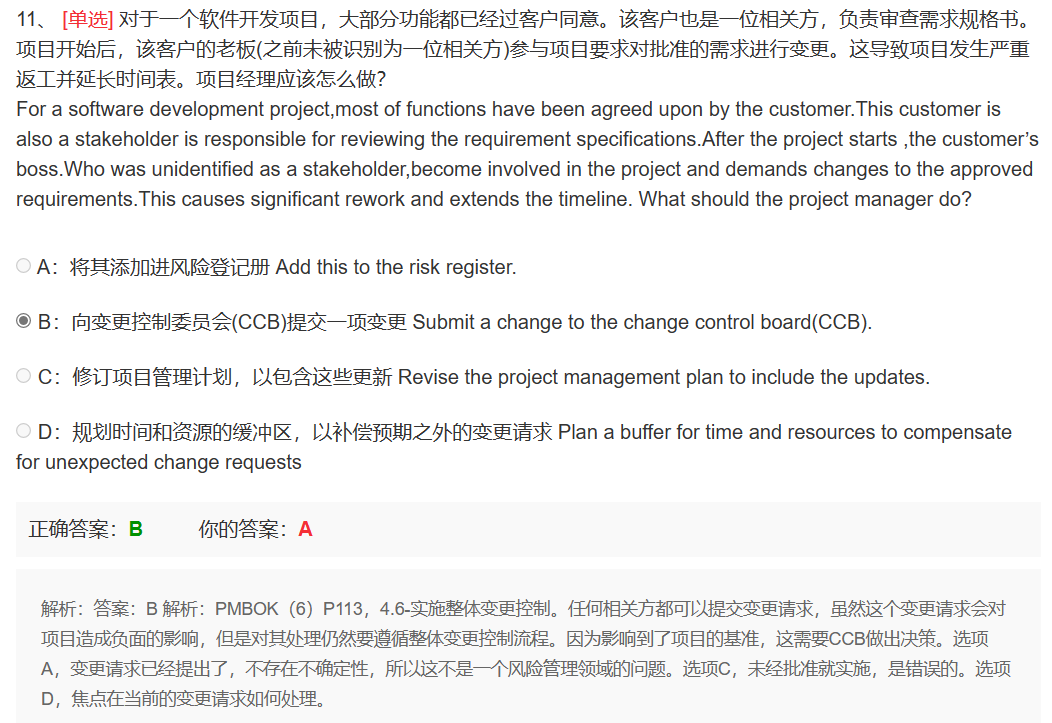 11、 [单选] 对于一个软件开发项目，大部分功能都已经过客户同意。该客户也是一位相关方，负责审查需求规格书。
项目开始后，该客户的老板(之前未被识别为一位相关方)参与项目要求对批准的需求进行变更。这导致项目发生严重
返工并延长时间表。项目经理应该怎么做?
For a software development project,most of functions have been agreed upon by the customer.This customer is
also a stakeholder is responsible for reviewing the requirement specifications.After the project starts ,the customer’s
boss.Who was unidentified as a stakeholder,become involved in the project and demands changes to the approved
requirements.This causes significant rework and extends the timeline. What should the project manager do?
A：将其添加进风险登记册 Add this to the risk register.
B：向变更控制委员会(CCB)提交一项变更 Submit a change to the change control board(CCB).
C：修订项目管理计划，以包含这些更新 Revise the project management plan to include the updates.
D：规划时间和资源的缓冲区，以补偿预期之外的变更请求 Plan a buffer for time and resources to compensate
for unexpected change requests
正确答案：B 你的答案：A
解析：答案：B 解析：PMBOK（6）P113，4.6-实施整体变更控制。任何相关方都可以提交变更请求，虽然这个变更请求会对
项目造成负面的影响，但是对其处理仍然要遵循整体变更控制流程。因为影响到了项目的基准，这需要CCB做出决策。选项
A，变更请求已经提出了，不存在不确定性，所以这不是一个风险管理领域的问题。选项C，未经批准就实施，是错误的。选项
D，焦点在当前的变更请求如何处理。